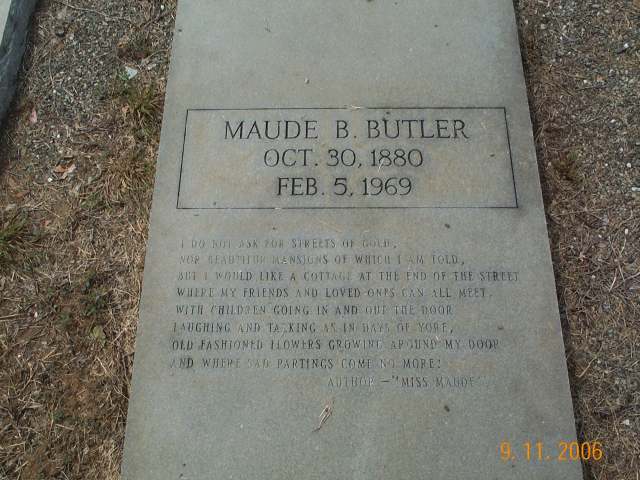 MAUDE B. BUTLER
OCT. 30, 1880
FEB. 5, 1969
I DO NOT ASK FOR STREETS OF GOLD,
NOR BEAUTIFUL MANSIONS OF WHICH I AM TOLD,
BUT I WOULD LIKE A COTTAGE AT THE END OF THE STREET
WHERE MY FRIENDS AND LOVED ONES CAN ALL MEET.
WITH CHILDREN GOING IN AND OUT THE DOOR
LAUGHING AND TALKING AS IN DAYS OF YORE,
OLD FASHIONED FLOWERS GROWING AROUND MY DOOR
AND WHERE SAD PARTINGS COME NO MORE!
AUTHOR — "MISS MAUDE"
9.11.2006